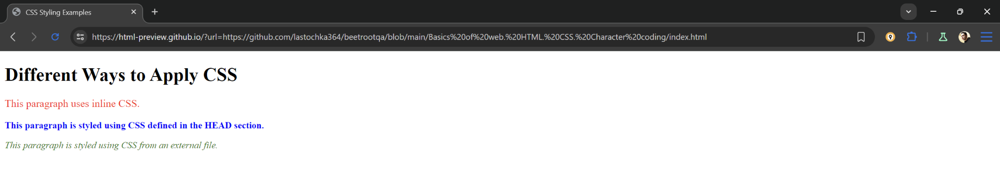 CSS Styling Examples
https://html-preview.github.io/?url=https://github.com/lastochka364/beetrootqa/blob/main/Basics%20of%20web.%20HTML.%20CSS.%20Character%20coding/index.html
Different Ways to Apply CSS
This paragraph uses inline CSS.
This paragraph is styled using CSS defined in the HEAD section.
This paragraph is styled using CSS from an external file.